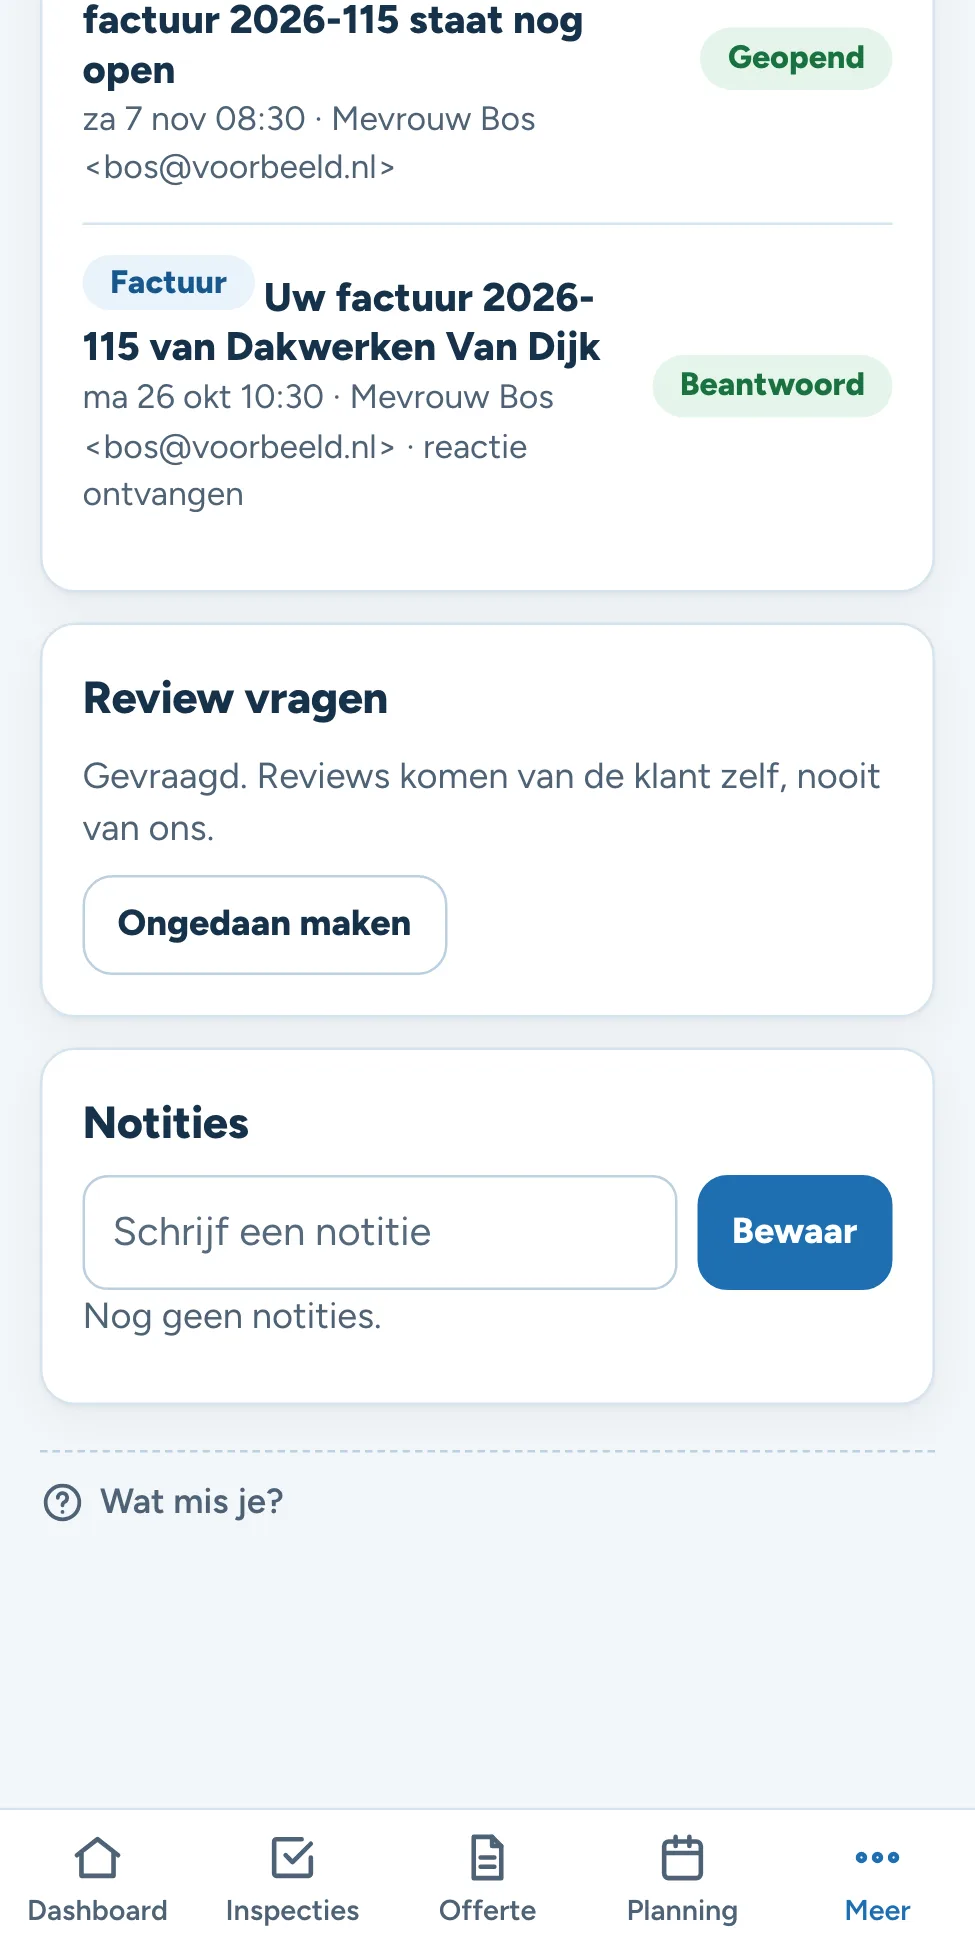 factuur 2026-115 staat nog
open
Geopend
za 7 nov 08:30 · Mevrouw Bos
<bos@voorbeeld.nl>
Factuur Uw factuur 2026-
115 van Dakwerken Van Dijk
Beantwoord
ma 26 okt 10:30 · Mevrouw Bos
<bos@voorbeeld.nl> · reactie
ontvangen
Review vragen
Gevraagd. Reviews komen van de klant zelf, nooit
van ons.
Ongedaan maken
Notities
Schrijf een notitie
Bewaar
Nog geen notities.
Wat mis je?
Dashboard
Inspecties
Offerte
Planning
Meer